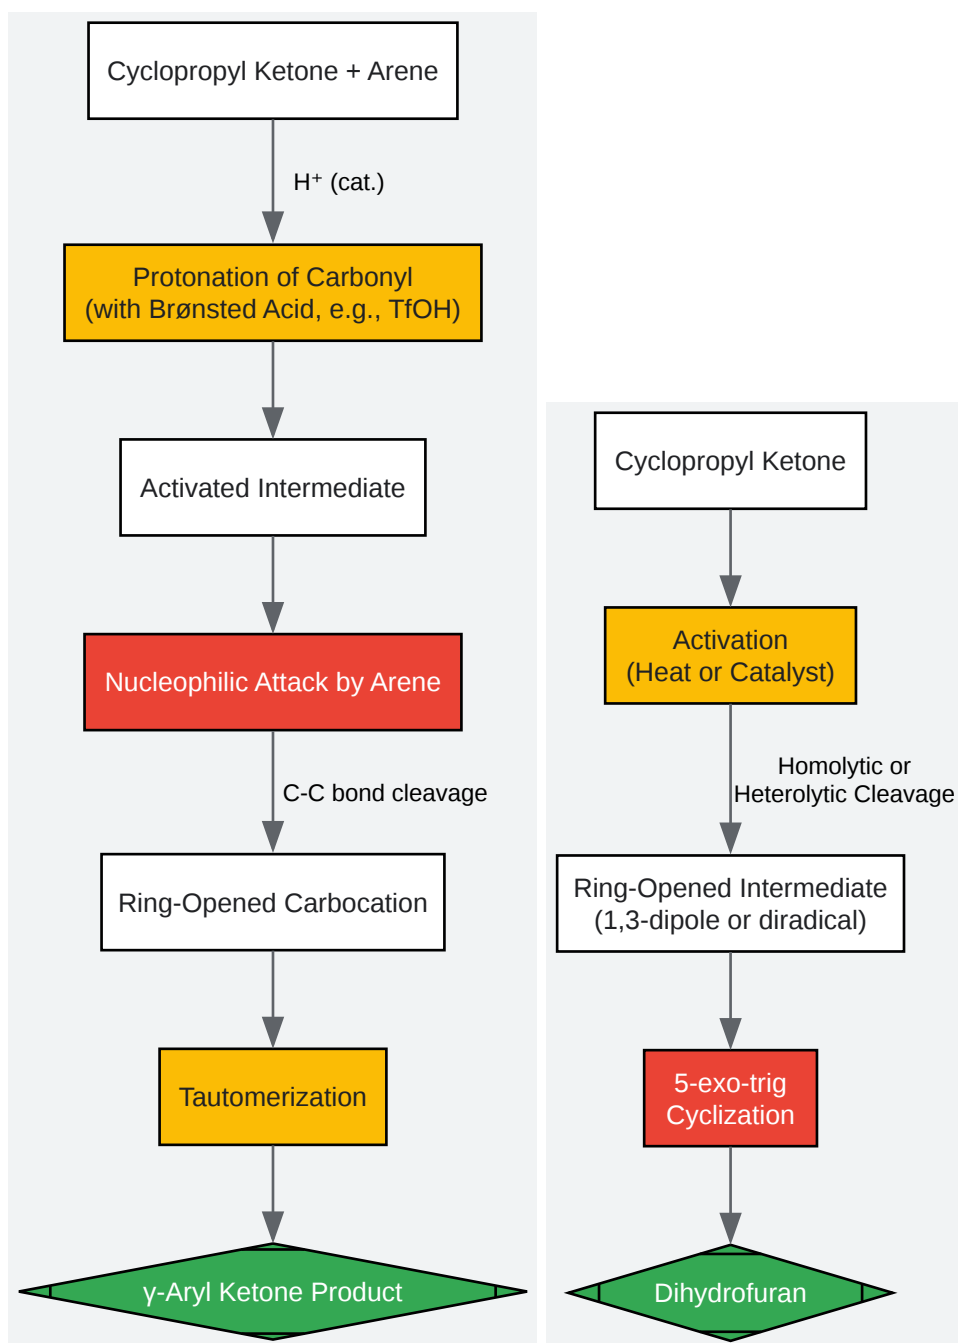 Cyclopropyl Ketone + Arene
H⁺ (cat.)
Protonation of Carbonyl
(with Brønsted Acid, e.g., TfOH)
Activated Intermediate
Nucleophilic Attack by Arene
C-C bond cleavage
Ring-Opened Carbocation
Tautomerization
γ-Aryl Ketone Product
Cyclopropyl Ketone
Activation
(Heat or Catalyst)
Homolytic or
Heterolytic Cleavage
Ring-Opened Intermediate
(1,3-dipole or diradical)
5-exo-trig
Cyclization
Dihydrofuran